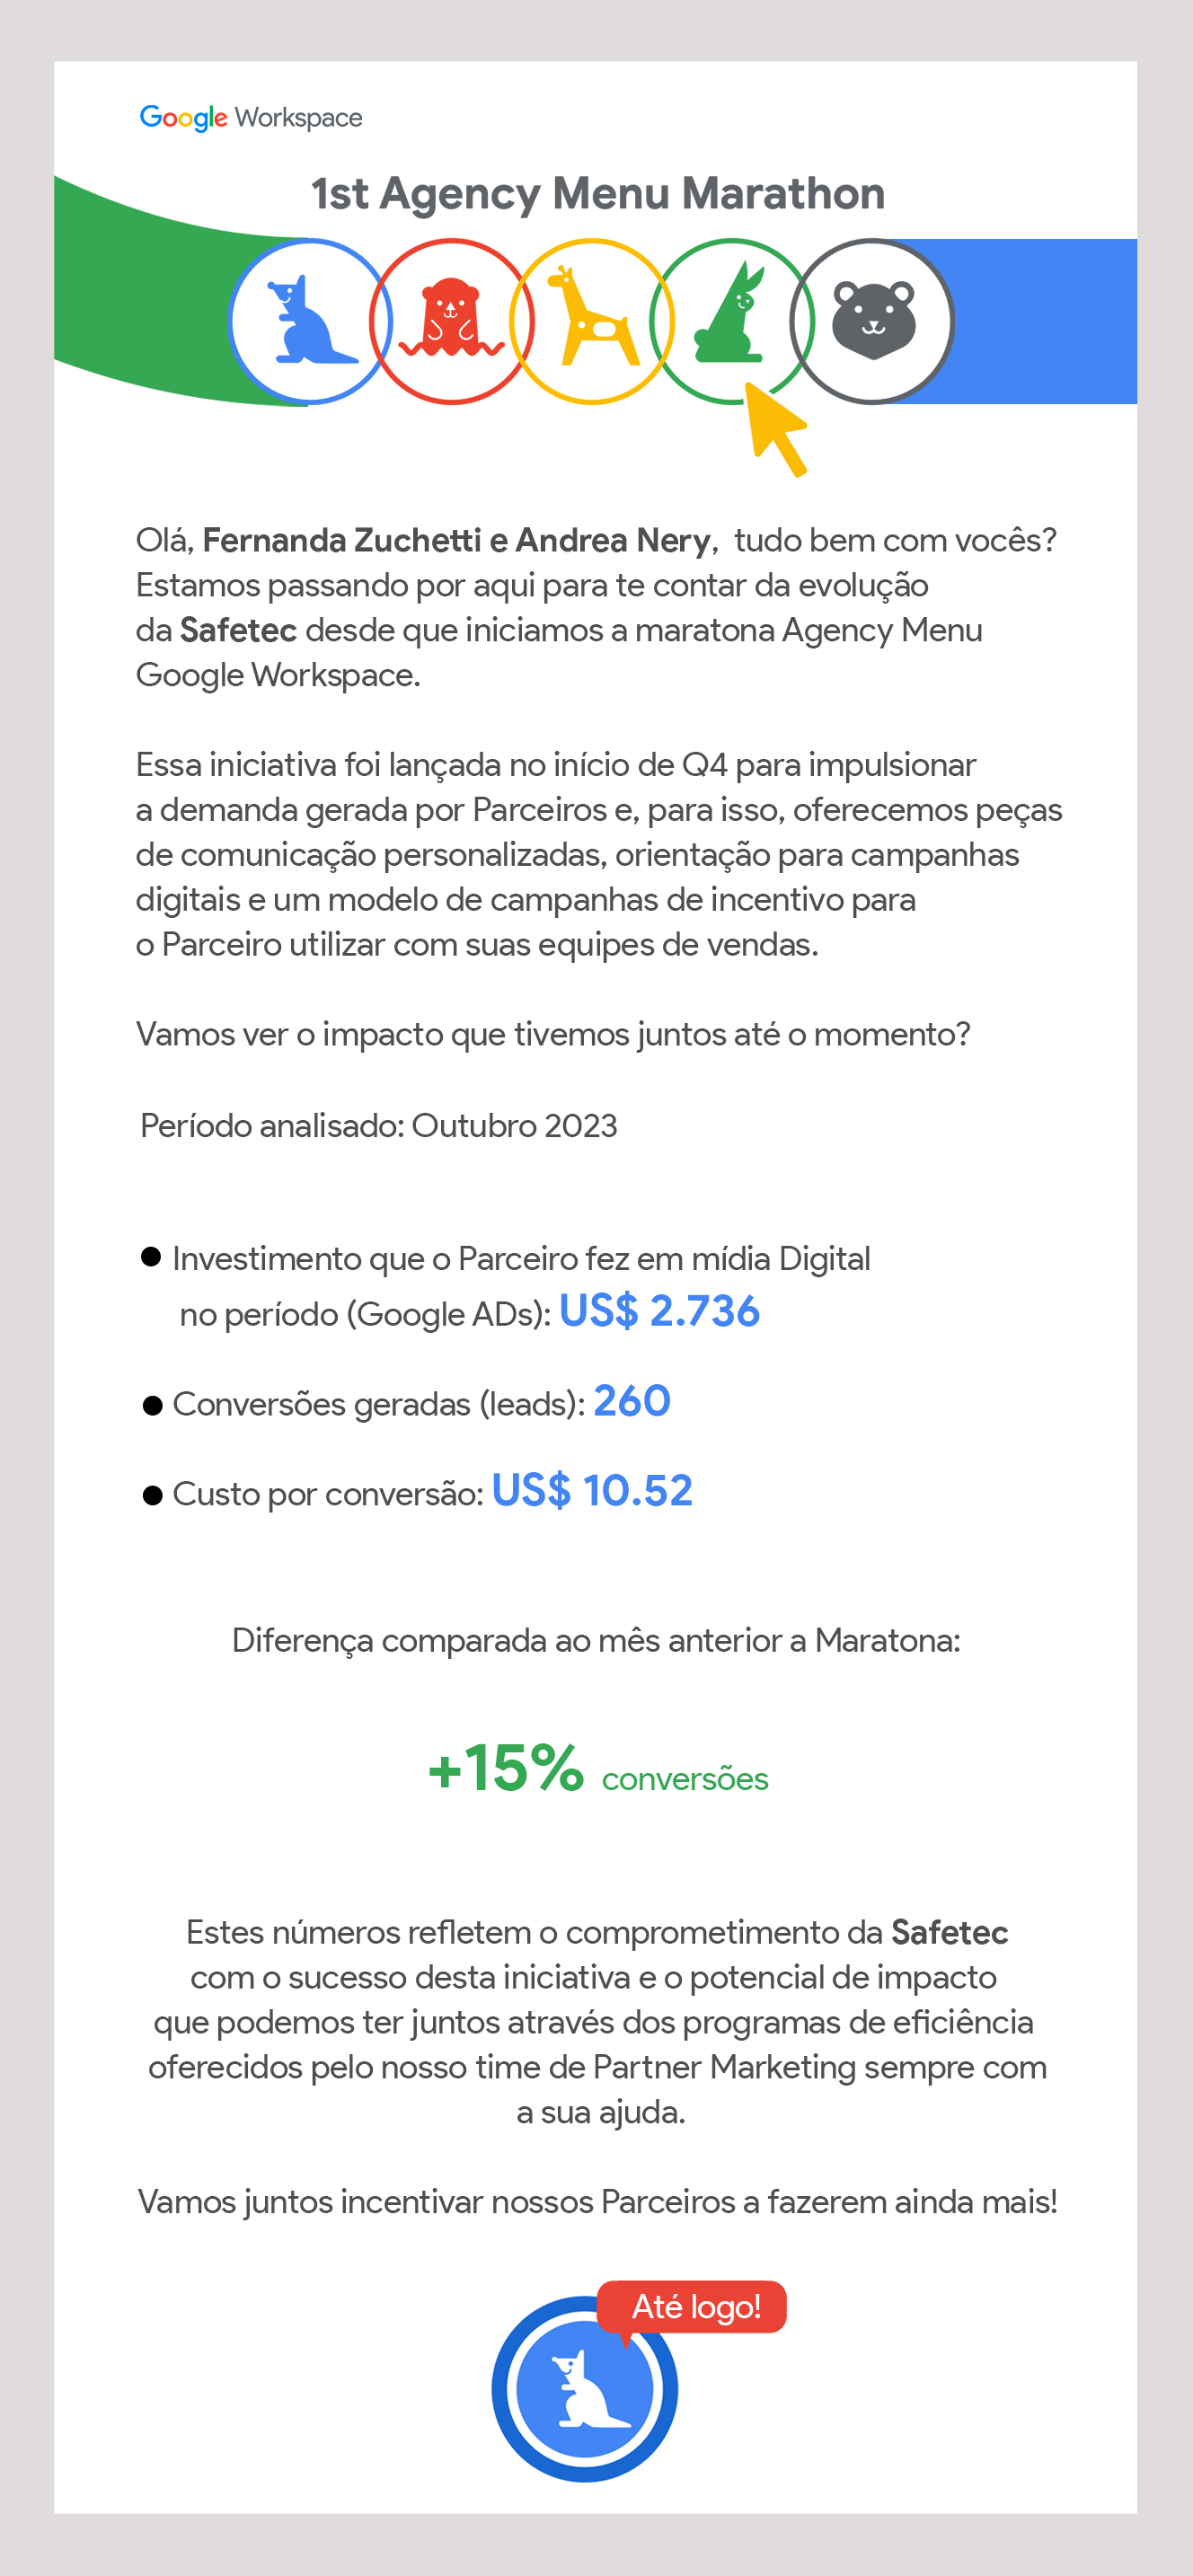 Google Workspace
1st Agency Menu Marathon
Olá, Fernanda Zuchetti e Andrea Nery, tudo bem com vocês?
Estamos passando por aqui para te contar da evolução
da Safetec desde que iniciamos a maratona Agency Menu
Google Workspace.
Essa iniciativa foi lançada no início de Q4 para impulsionar
a demanda gerada por Parceiros e, para isso, oferecemos peças
de comunicação personalizadas, orientação para campanhas
digitais e um modelo de campanhas de incentivo para
o Parceiro utilizar com suas equipes de vendas.
Vamos ver o impacto que tivemos juntos até o momento?
Período analisado: Outubro 2023
● Investimento que o Parceiro fez em mídia Digital
no período (Google ADs): US$ 2.736
● Conversões geradas (leads): 260
● Custo por conversão: US$ 10.52
Diferença comparada ao mês anterior a Maratona:
+15% conversões
Estes números refletem o comprometimento da Safetec
com o sucesso desta iniciativa e o potencial de impacto
que podemos ter juntos através dos programas de eficiência
oferecidos pelo nosso time de Partner Marketing sempre com
a sua ajuda.
Vamos juntos incentivar nossos Parceiros a fazerem ainda mais!
Até logo!